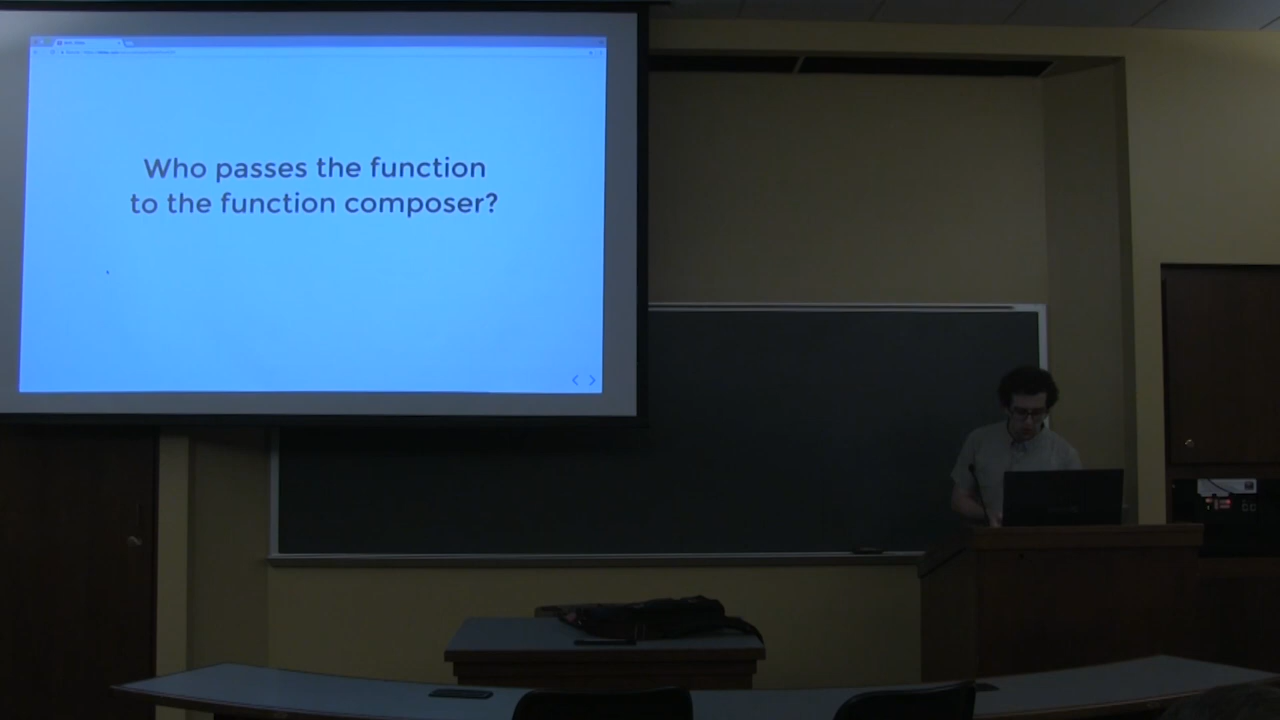 Who passes the function
to the function composer?